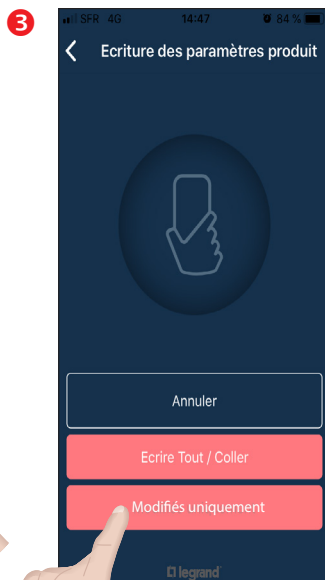 3
SFR 4G 14:47 84 %
Ecriture des paramètres produit
Annuler
Ecrire Tout / Coller
Modifiés uniquement
legrand